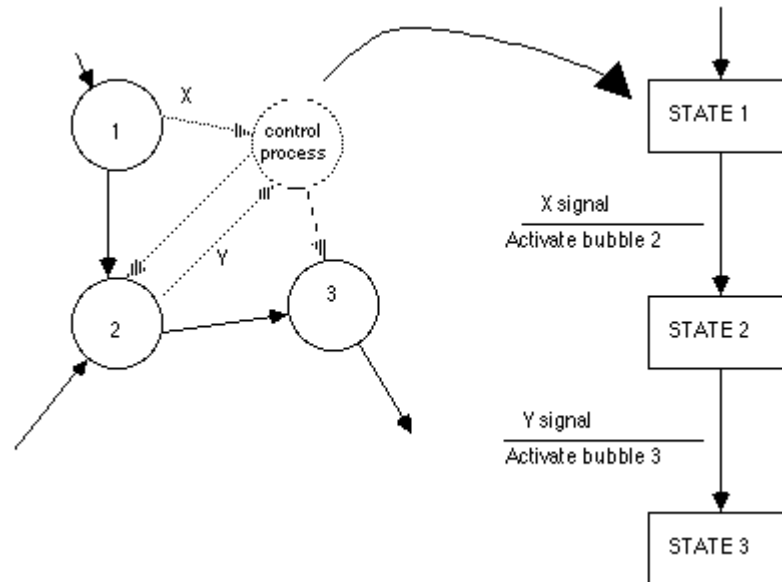 X
1
control
process
Y
2
3
STATE 1
X signal
Activate bubble 2
STATE 2
Y signal
Activate bubble 3
STATE 3